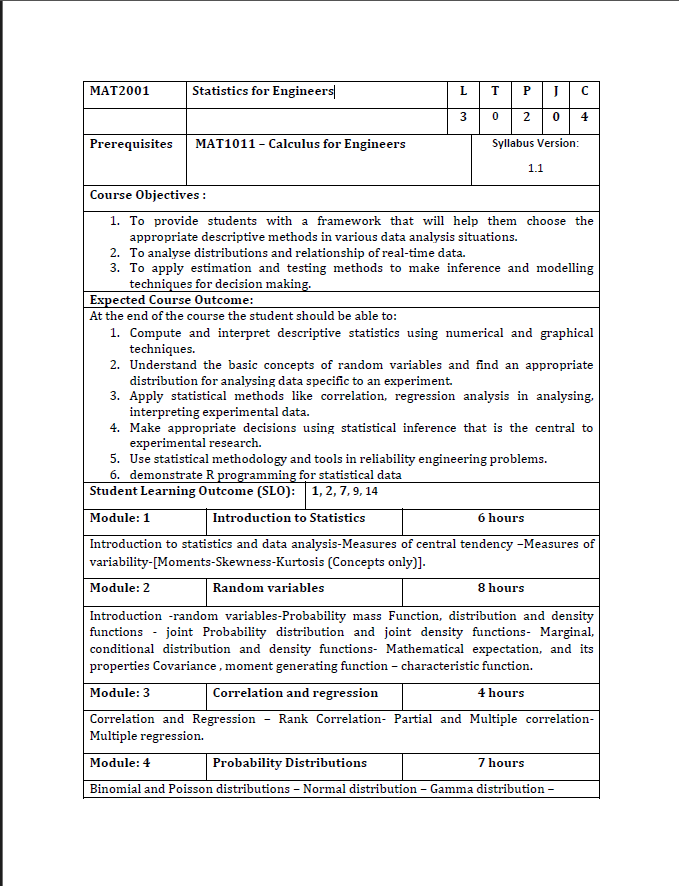 MAT2001 Statistics for Engineers L T P J C
3 0 2 0 4
Prerequisites MAT1011 – Calculus for Engineers Syllabus Version:
1.1
Course Objectives :
1. To provide students with a framework that will help them choose the
appropriate descriptive methods in various data analysis situations.
2. To analyse distributions and relationship of real-time data.
3. To apply estimation and testing methods to make inference and modelling
techniques for decision making.
Expected Course Outcome:
At the end of the course the student should be able to:
1. Compute and interpret descriptive statistics using numerical and graphical
techniques.
2. Understand the basic concepts of random variables and find an appropriate
distribution for analysing data specific to an experiment.
3. Apply statistical methods like correlation, regression analysis in analysing,
interpreting experimental data.
4. Make appropriate decisions using statistical inference that is the central to
experimental research.
5. Use statistical methodology and tools in reliability engineering problems.
6. demonstrate R programming for statistical data
Student Learning Outcome (SLO): 1, 2, 7, 9, 14
Module: 1 Introduction to Statistics 6 hours
Introduction to statistics and data analysis-Measures of central tendency –Measures of
variability-[Moments-Skewness-Kurtosis (Concepts only)].
Module: 2 Random variables 8 hours
Introduction -random variables-Probability mass Function, distribution and density
functions - joint Probability distribution and joint density functions- Marginal,
conditional distribution and density functions- Mathematical expectation, and its
properties Covariance , moment generating function – characteristic function.
Module: 3 Correlation and regression 4 hours
Correlation and Regression – Rank Correlation- Partial and Multiple correlation-
Multiple regression.
Module: 4 Probability Distributions 7 hours
Binomial and Poisson distributions – Normal distribution – Gamma distribution –